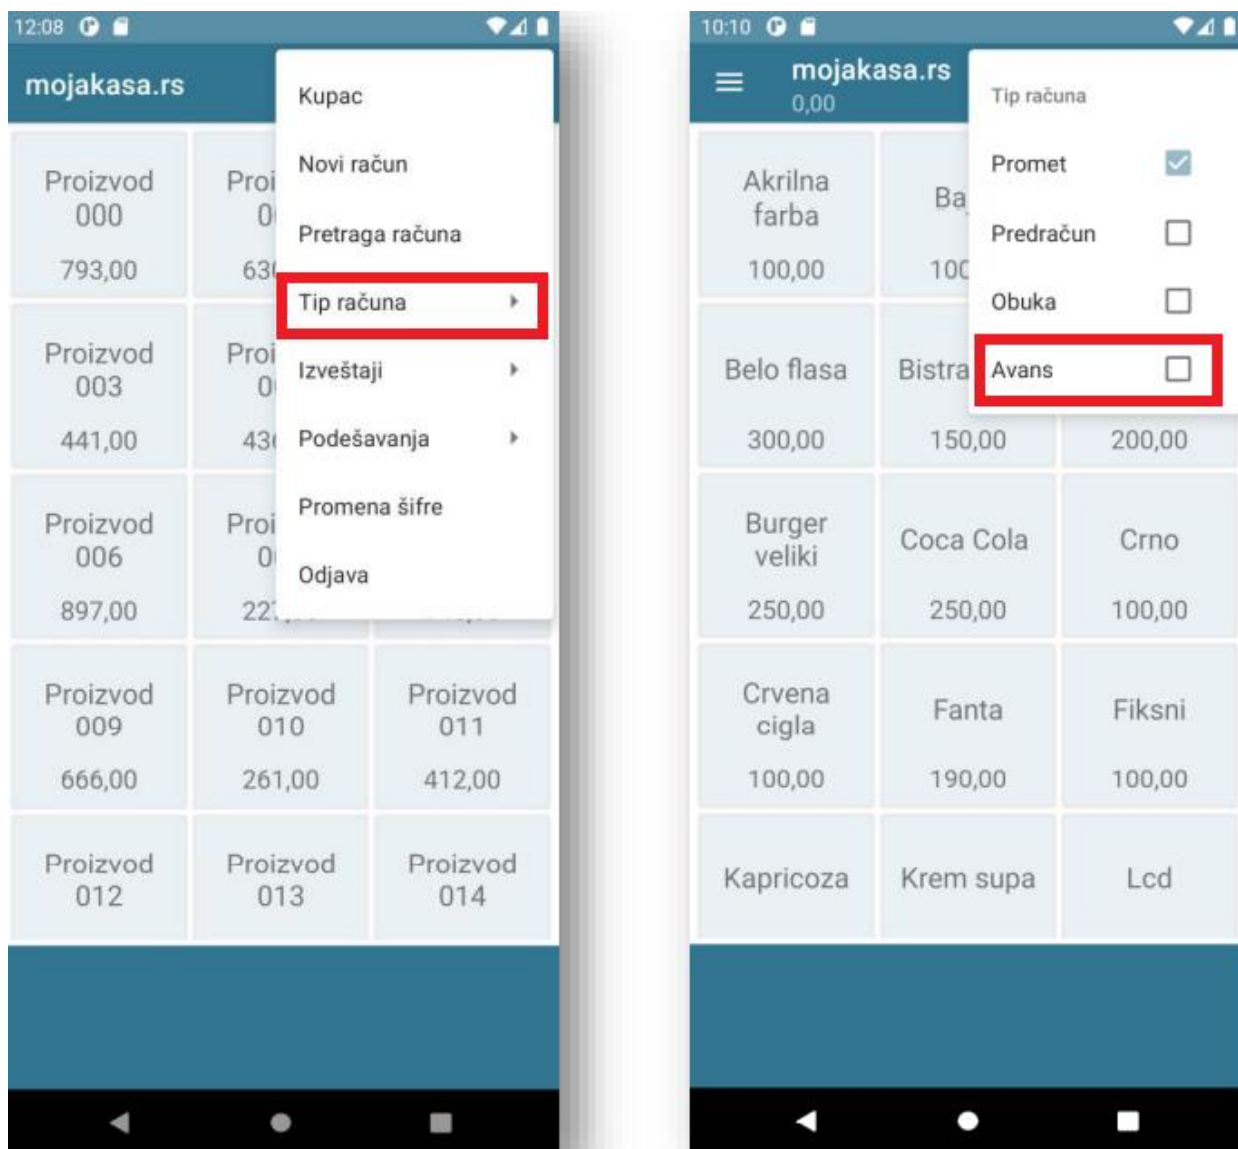 12:08
mojakasa.rs
Kupac
Novi račun
Pretraga računa
Tip računa
Izveštaji
Podešavanja
Promena šifre
Odjava
Proizvod
000
793,00
Proizvod
003
441,00
Proizvod
006
897,00
Proizvod
009
666,00
Proizvod
010
261,00
Proizvod
011
412,00
Proizvod
012
Proizvod
013
Proizvod
014
10:10
mojakasa.rs
0,00
Tip računa
Promet
Predračun
Obuka
Avans
Akrilna
farba
100,00
Belo flasa
300,00
Bistra
150,00
200,00
Burger
veliki
250,00
Coca Cola
250,00
Crno
100,00
Crvena
cigla
100,00
Fanta
190,00
Fiksni
100,00
Kapricoza
Krem supa
Lcd